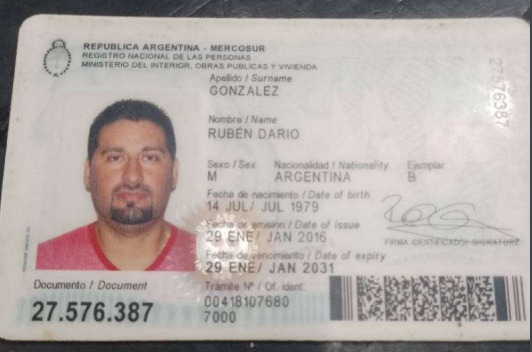 REPUBLICA ARGENTINA - MERCOSUR
REGISTRO NACIONAL DE LAS PERSONAS
MINISTERIO DEL INTERIOR, OBRAS PUBLICAS Y VIVIENDA
Apellido / Surname
GONZALEZ
Nombre / Name
RUBÉN DARIO
Sexo / Sex Nacionalidad / Nationality Ejemplar
M ARGENTINA B
Fecha de nacimiento / Date of birth
14 JUL/ JUL 1979
Fecha de emisión / Date of issue
29 ENE/ JAN 2016
FIRMA IDENTIFICADO/ SIGNATURE
Fecha de vencimiento / Date of expiry
29 ENE/ JAN 2031
Documento / Document
27.576.387
Trámite Nº / Of. ident.
00418107680
7000
27576387